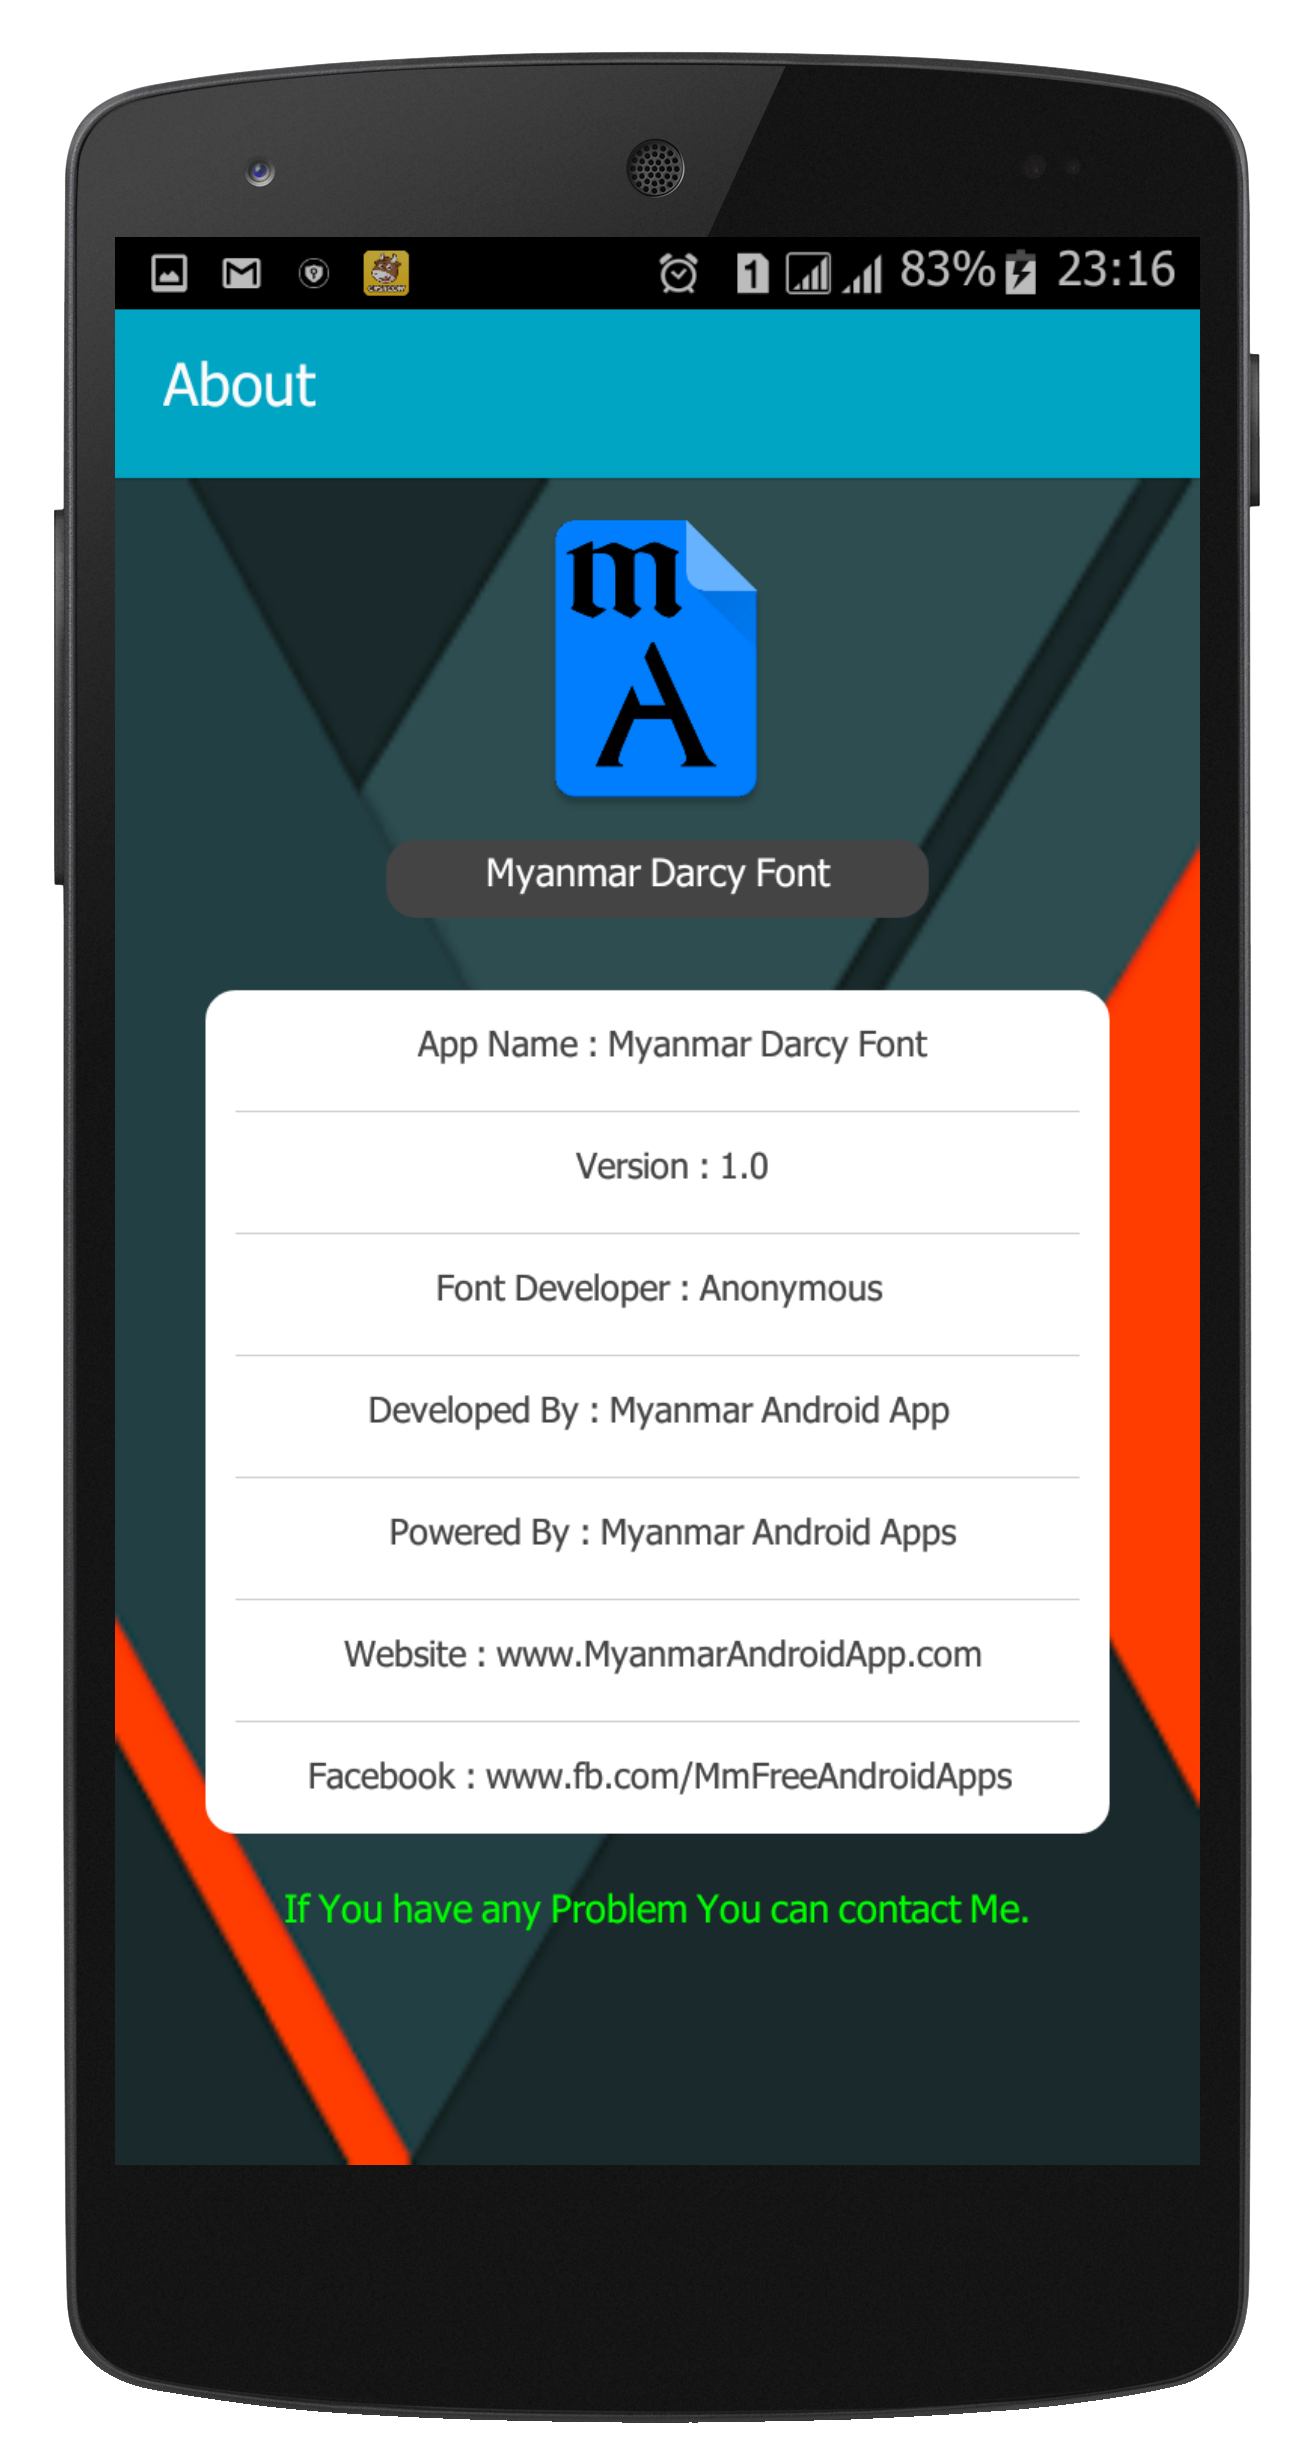 1 83% 23:16
About
m
A
Myanmar Darcy Font
App Name : Myanmar Darcy Font
Version : 1.0
Font Developer : Anonymous
Developed By : Myanmar Android App
Powered By : Myanmar Android Apps
Website : www.MyanmarAndroidApp.com
Facebook : www.fb.com/MmFreeAndroidApps
If You have any Problem You can contact Me.